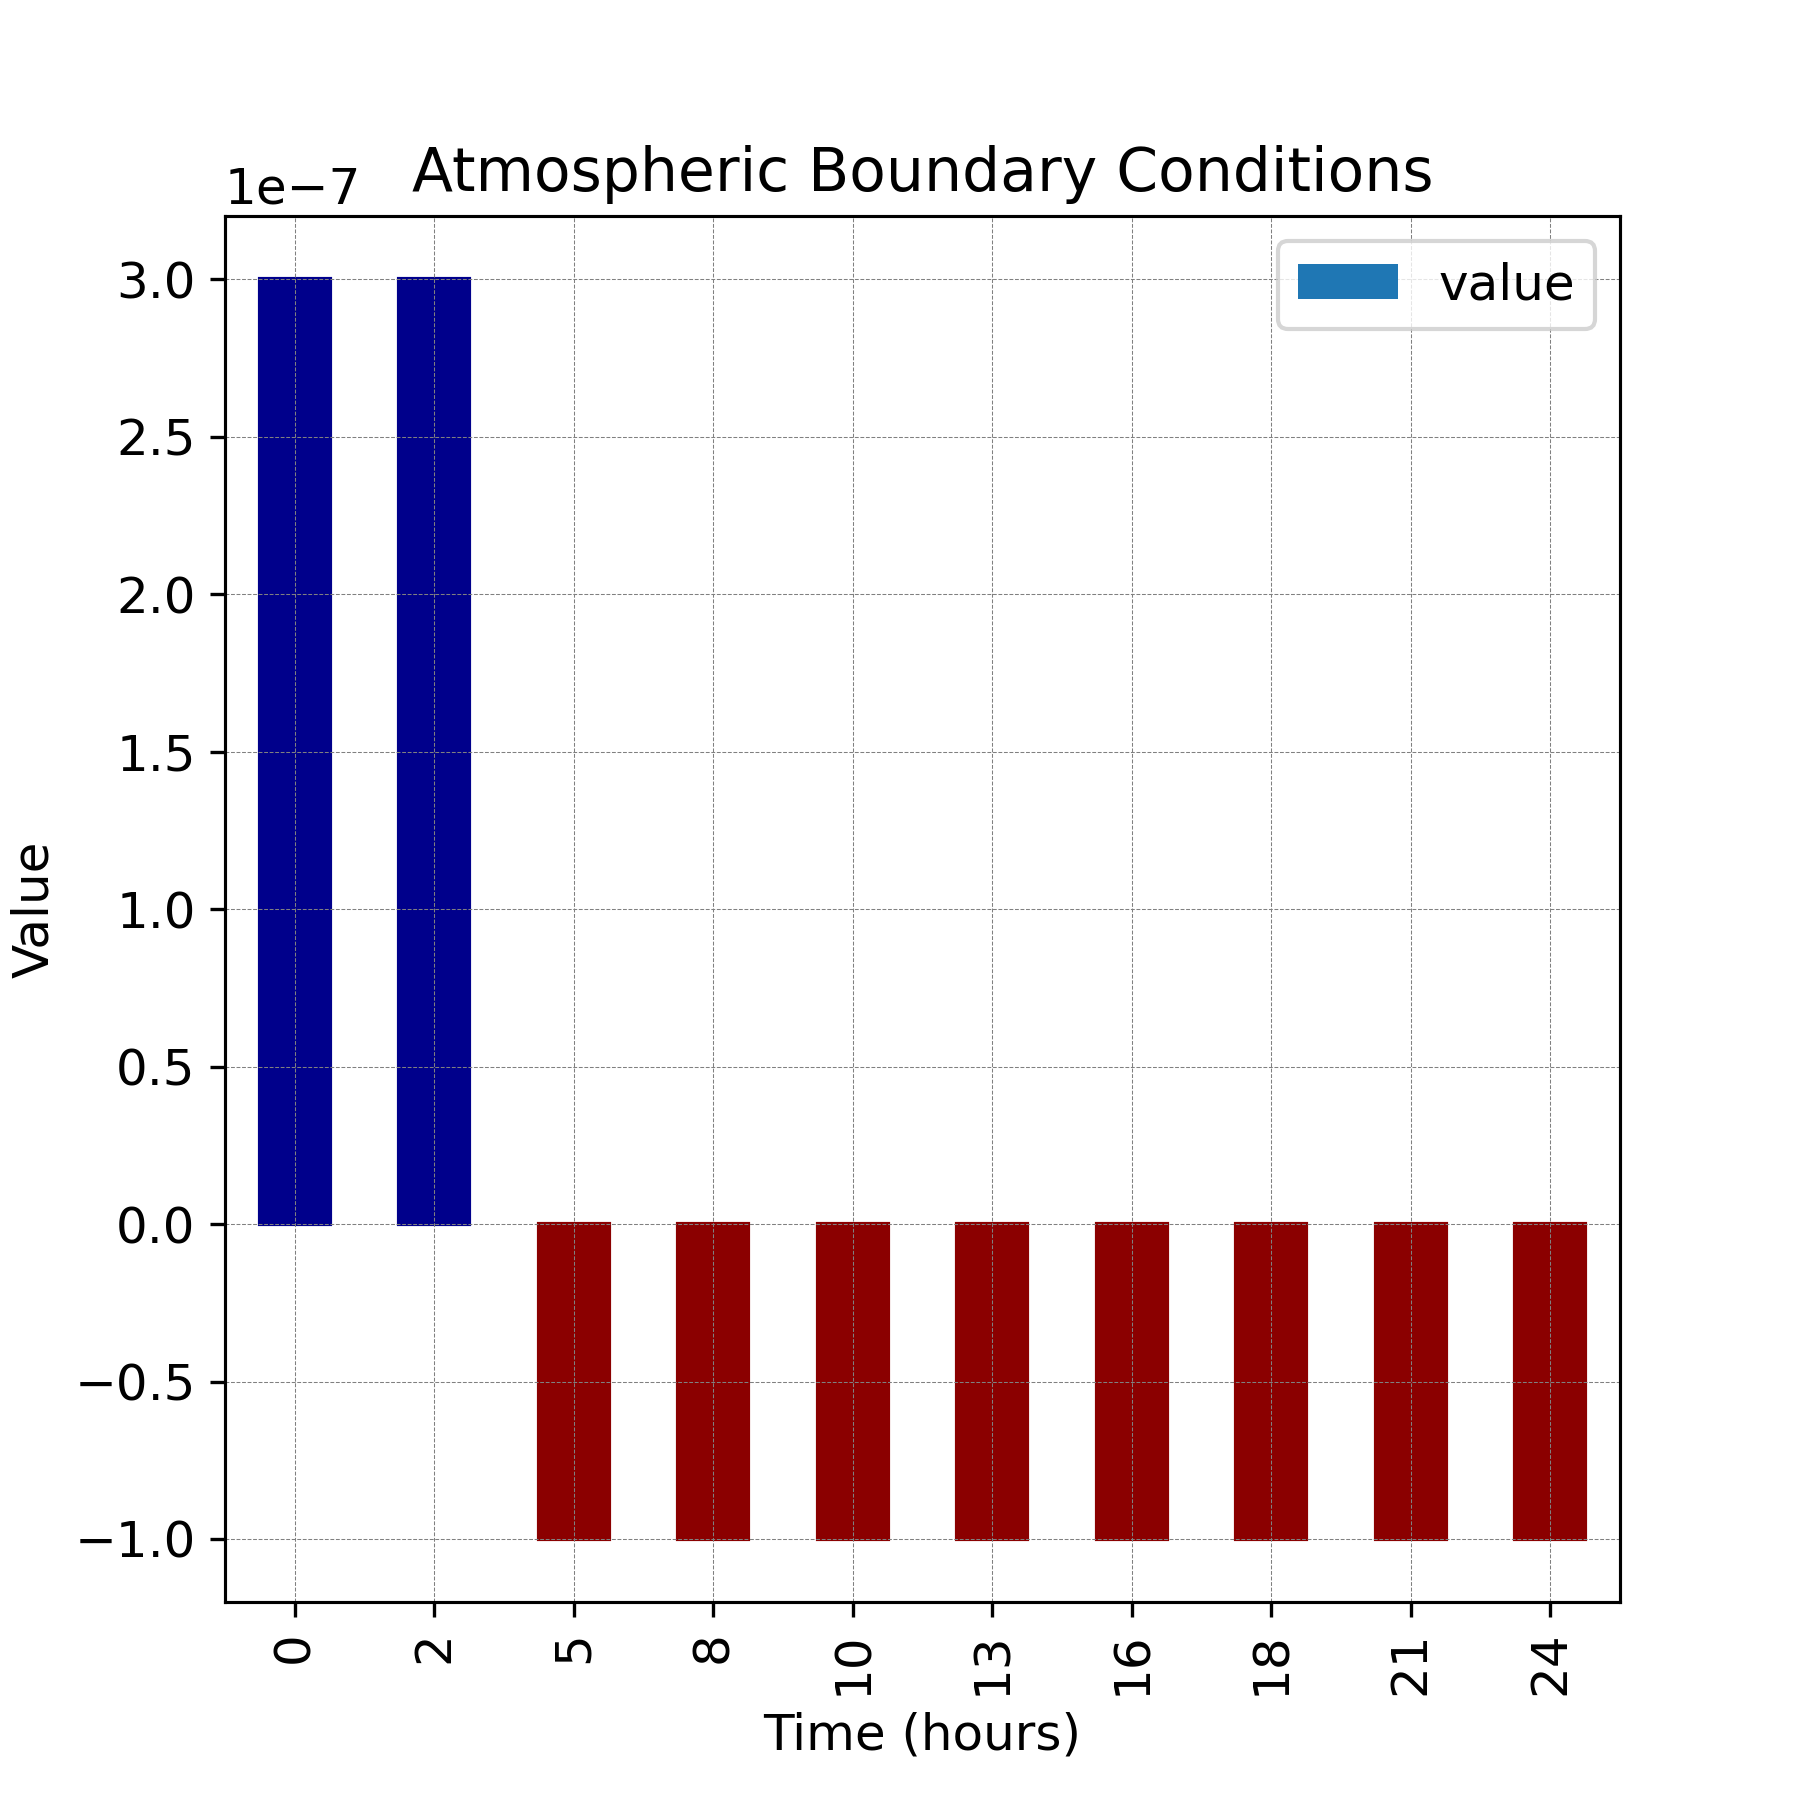 Atmospheric Boundary Conditions
1e−7
value
3.0
2.5
2.0
1.5
1.0
0.5
0.0
−0.5
−1.0
Value
0 2 5 8 10 13 16 18 21 24
Time (hours)